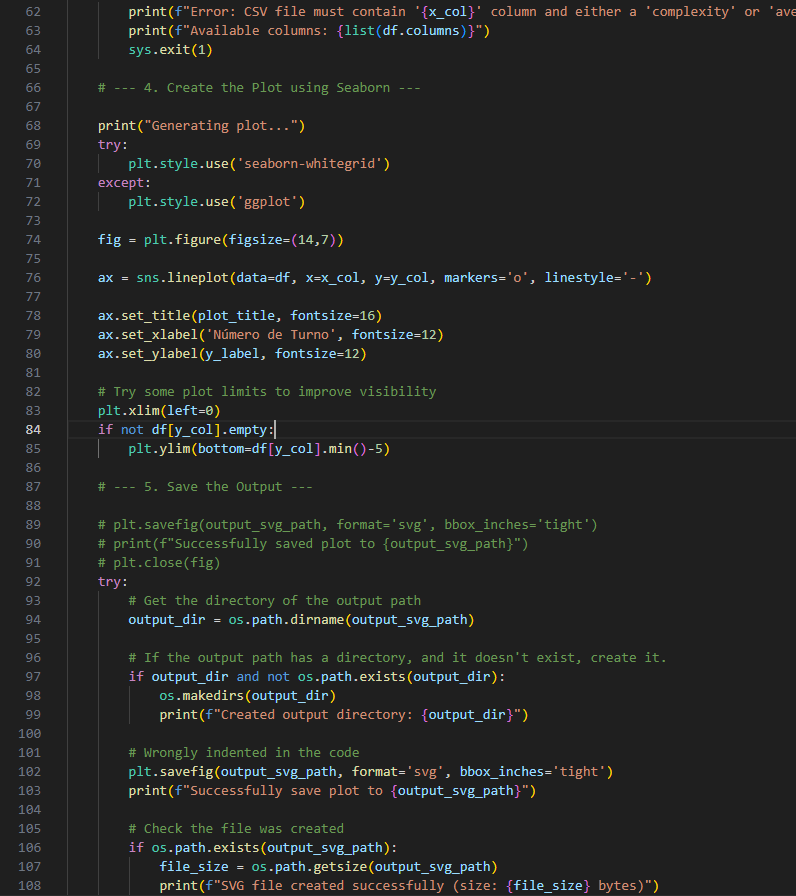 62 print(f"Error: CSV file must contain '{x_col}' column and either a 'complexity' or 'ave
63 print(f"Available columns: {list(df.columns)}")
64 sys.exit(1)
65
66 # --- 4. Create the Plot using Seaborn ---
67
68 print("Generating plot...")
69 try:
70 plt.style.use('seaborn-whitegrid')
71 except:
72 plt.style.use('ggplot')
73
74 fig = plt.figure(figsize=(14,7))
75
76 ax = sns.lineplot(data=df, x=x_col, y=y_col, markers='o', linestyle='-')
77
78 ax.set_title(plot_title, fontsize=16)
79 ax.set_xlabel('Número de Turno', fontsize=12)
80 ax.set_ylabel(y_label, fontsize=12)
81
82 # Try some plot limits to improve visibility
83 plt.xlim(left=0)
84 if not df[y_col].empty:
85 plt.ylim(bottom=df[y_col].min()-5)
86
87 # --- 5. Save the Output ---
88
89 # plt.savefig(output_svg_path, format='svg', bbox_inches='tight')
90 # print(f"Successfully saved plot to {output_svg_path}")
91 # plt.close(fig)
92 try:
93 # Get the directory of the output path
94 output_dir = os.path.dirname(output_svg_path)
95
96 # If the output path has a directory, and it doesn't exist, create it.
97 if output_dir and not os.path.exists(output_dir):
98 os.makedirs(output_dir)
99 print(f"Created output directory: {output_dir}")
100
101 # Wrongly indented in the code
102 plt.savefig(output_svg_path, format='svg', bbox_inches='tight')
103 print(f"Successfully save plot to {output_svg_path}")
104
105 # Check the file was created
106 if os.path.exists(output_svg_path):
107 file_size = os.path.getsize(output_svg_path)
108 print(f"SVG file created successfully (size: {file_size} bytes)")